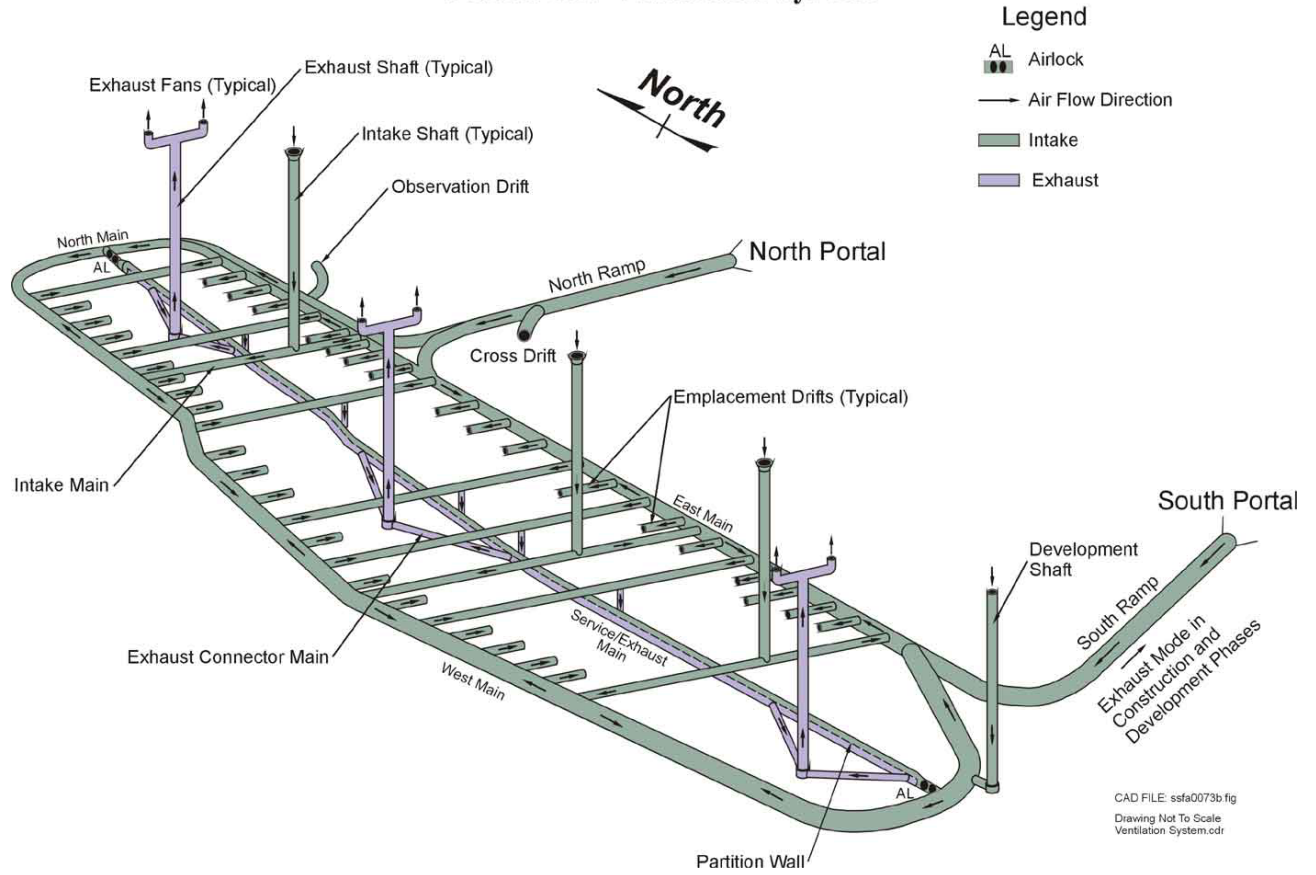 Legend
AL
Airlock
Air Flow Direction
Intake
Exhaust
Exhaust Shaft (Typical)
Exhaust Fans (Typical)
North
Intake Shaft (Typical)
Observation Drift
North Main
AL
North Ramp
North Portal
Cross Drift
Emplacement Drifts (Typical)
Intake Main
East Main
South Portal
Development
Shaft
South Ramp
Exhaust Mode in
Construction and
Development Phases
Service/Exhaust
Main
Exhaust Connector Main
West Main
AL
Partition Wall
CAD FILE: ssfa0073b.fig
Drawing Not To Scale
Ventilation System.cdr